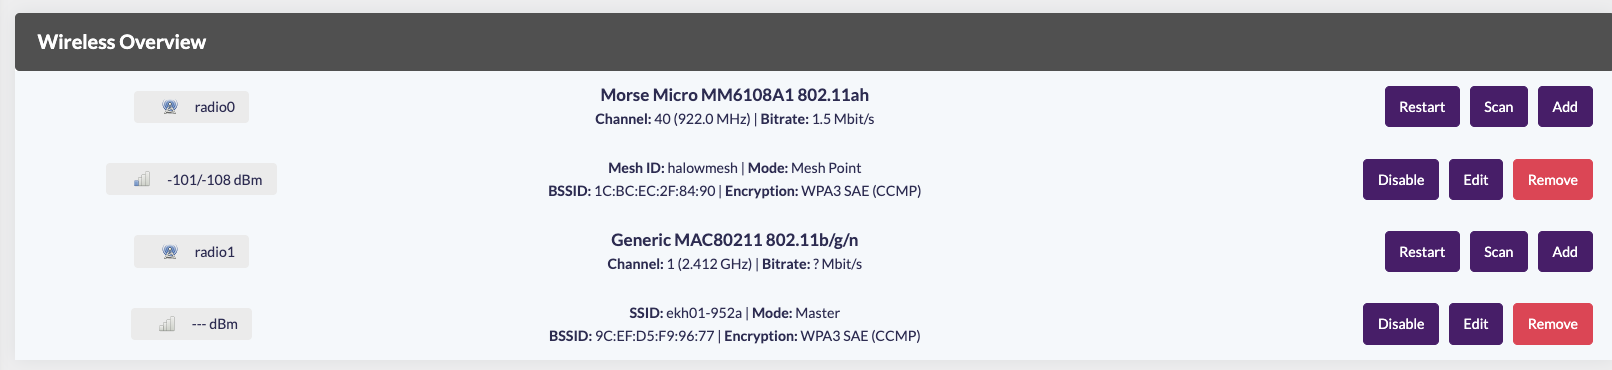 Wireless Overview
radio0
Morse Micro MM6108A1 802.11ah
Channel: 40 (922.0 MHz) | Bitrate: 1.5 Mbit/s
Restart
Scan
Add
-101/-108 dBm
Mesh ID: halowmesh | Mode: Mesh Point
BSSID: 1C:BC:EC:2F:84:90 | Encryption: WPA3 SAE (CCMP)
Disable
Edit
Remove
radio1
Generic MAC80211 802.11b/g/n
Channel: 1 (2.412 GHz) | Bitrate: ? Mbit/s
Restart
Scan
Add
--- dBm
SSID: ekh01-952a | Mode: Master
BSSID: 9C:EF:D5:F9:96:77 | Encryption: WPA3 SAE (CCMP)
Disable
Edit
Remove